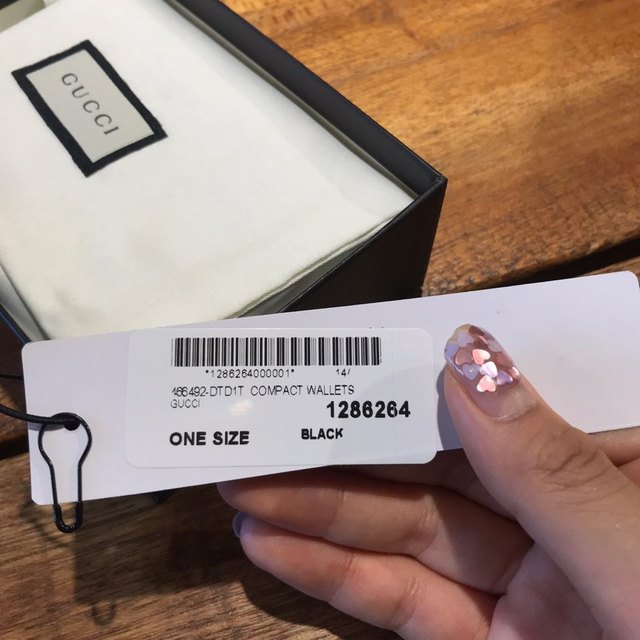 GUCCI
*1286264000001* 14/
466492-DTD1T COMPACT WALLETS
GUCCI
1286264
ONE SIZE BLACK